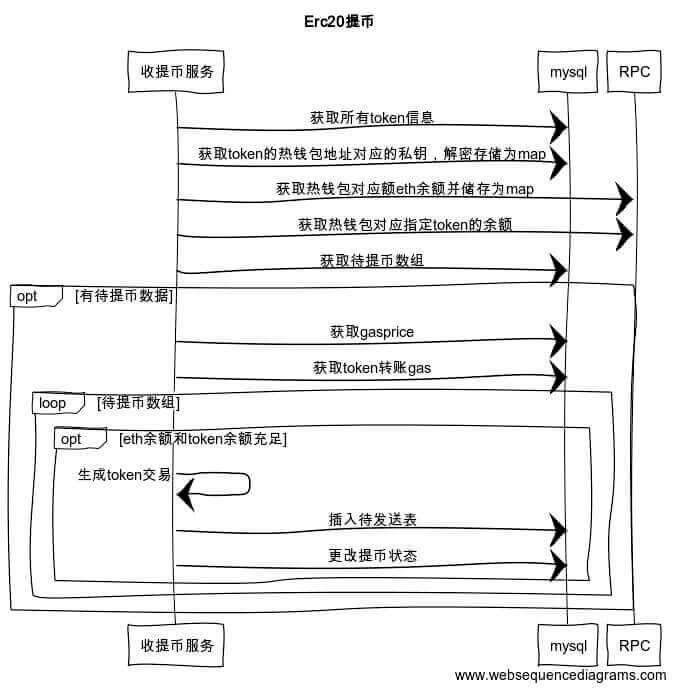 Erc20提币
收提币服务
mysql
RPC
获取所有token信息
获取token的热钱包地址对应的私钥，解密存储为map
获取热钱包对应额eth余额并储存为map
获取热钱包对应指定token的余额
获取待提币数组
opt
[有待提币数据]
获取gasprice
获取token转账gas
loop
[待提币数组]
opt
[eth余额和token余额充足]
生成token交易
插入待发送表
更改提币状态
收提币服务
mysql
RPC
www.websequencediagrams.com